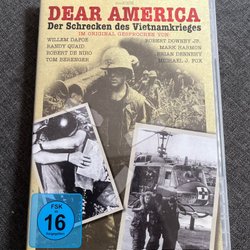 DEAR AMERICA
Der Schrecken des Vietnamkrieges
IM ORIGINAL GESPROCHEN VON:
WILLEM DAFOE
RANDY QUAID
ROBERT DE NIRO
TOM BERENGER
ROBERT DOWNEY JR.
MARK HARMON
BRIAN DENNEHY
MICHAEL J. FOX
FSK
16